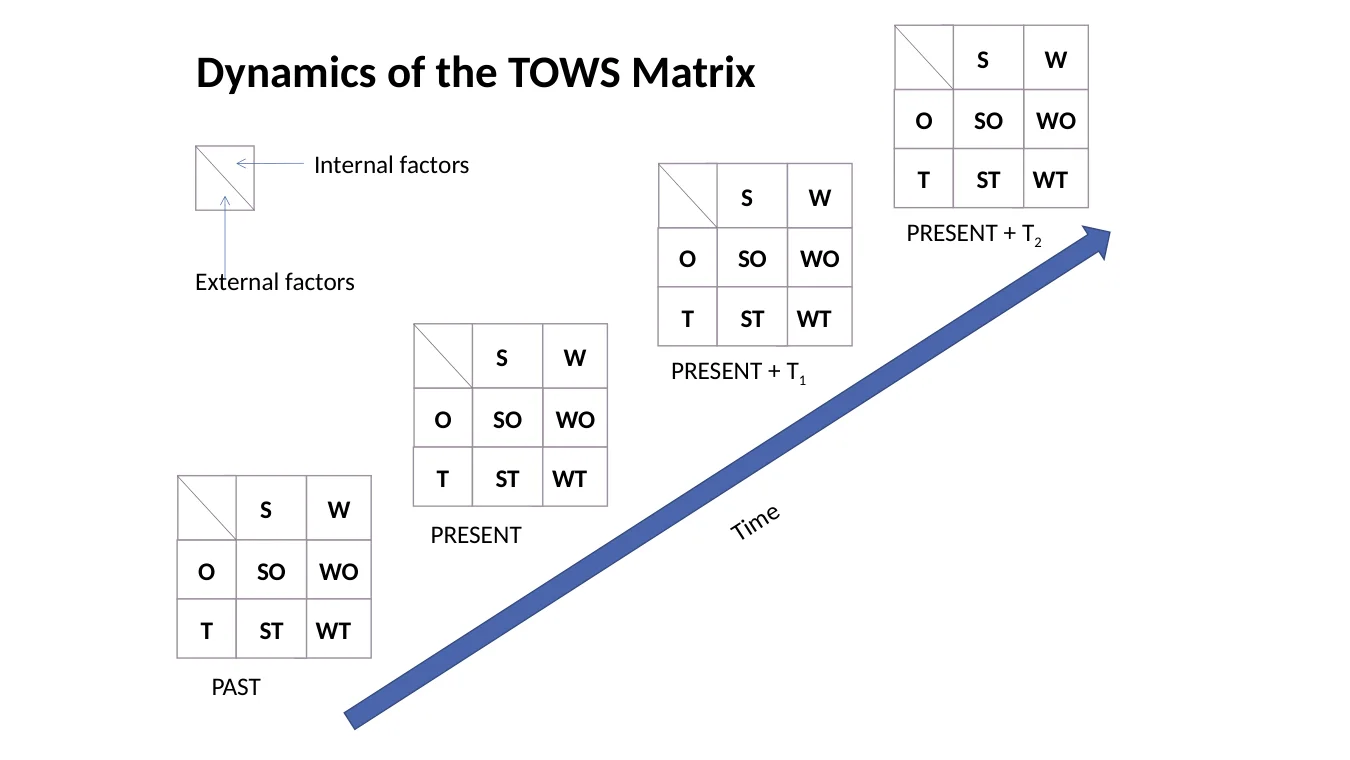 Dynamics of the TOWS Matrix
Internal factors
External factors
S W
O SO WO
T ST WT
PAST
S W
O SO WO
T ST WT
PRESENT
S W
O SO WO
T ST WT
PRESENT + T₁
S W
O SO WO
T ST WT
PRESENT + T₂
Time